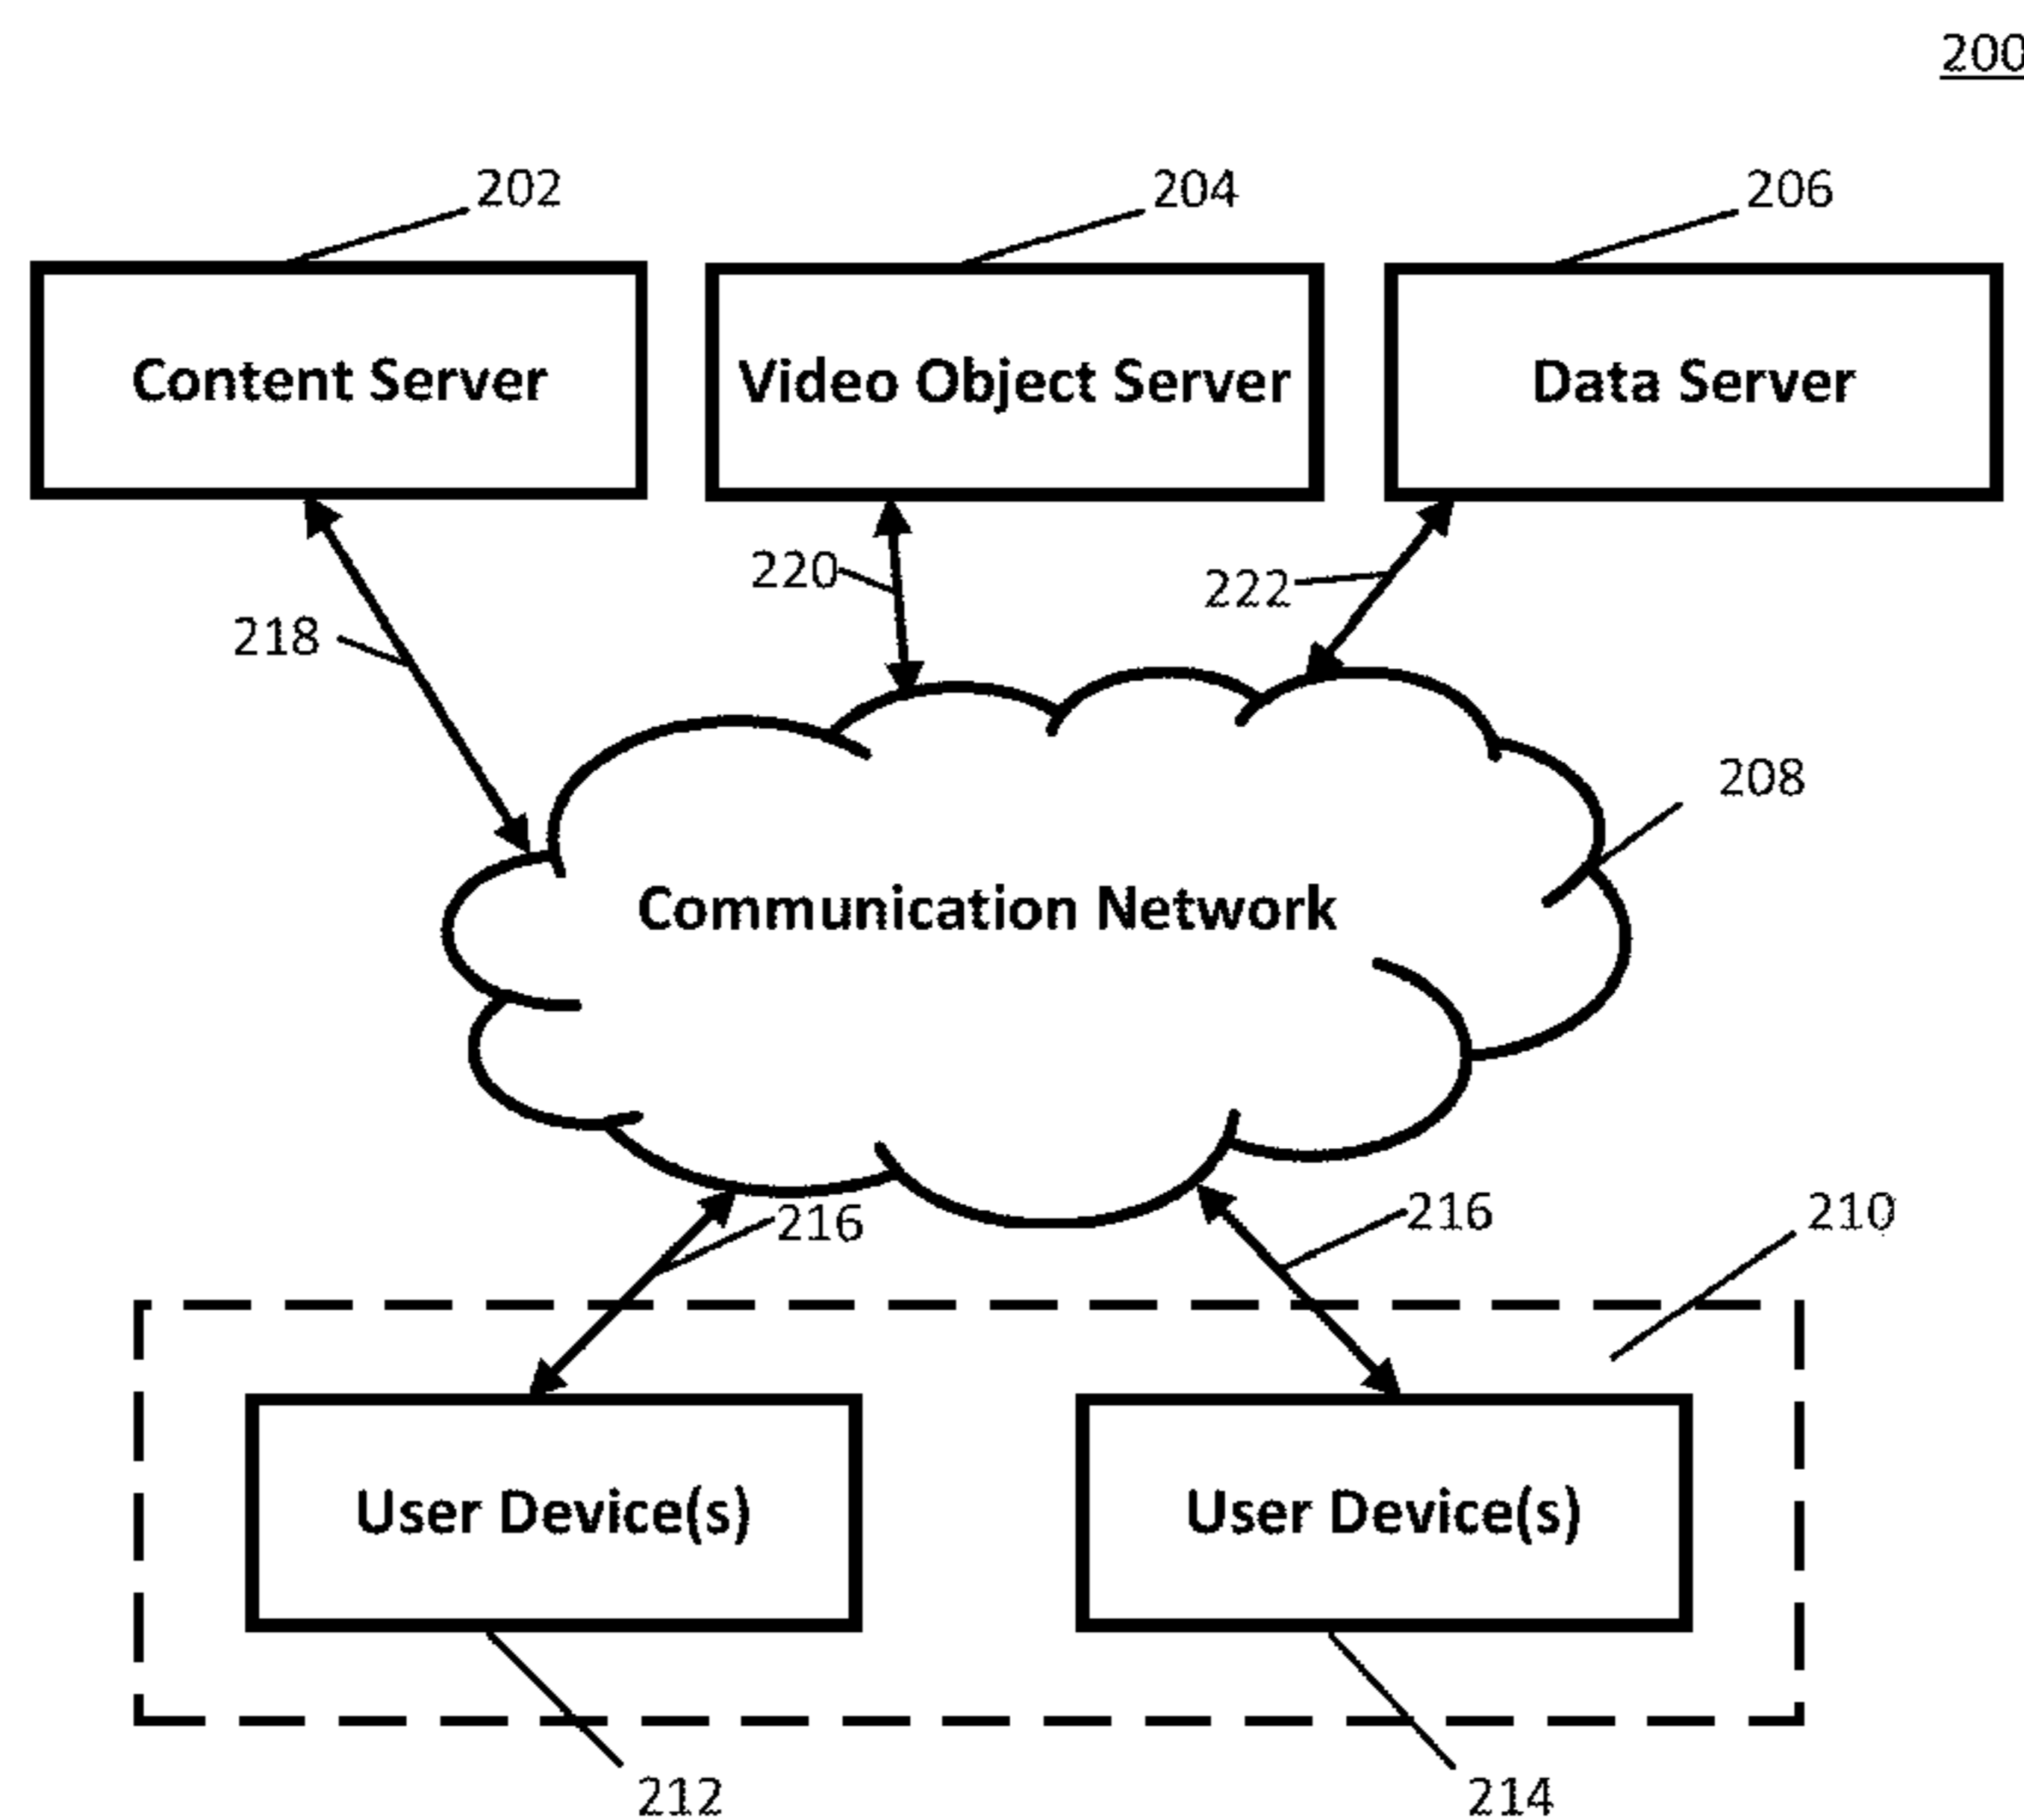 200
202
204
206
Content Server
Video Object Server
Data Server
220
222
218
208
Communication Network
216
216
210
User Device(s)
User Device(s)
212
214